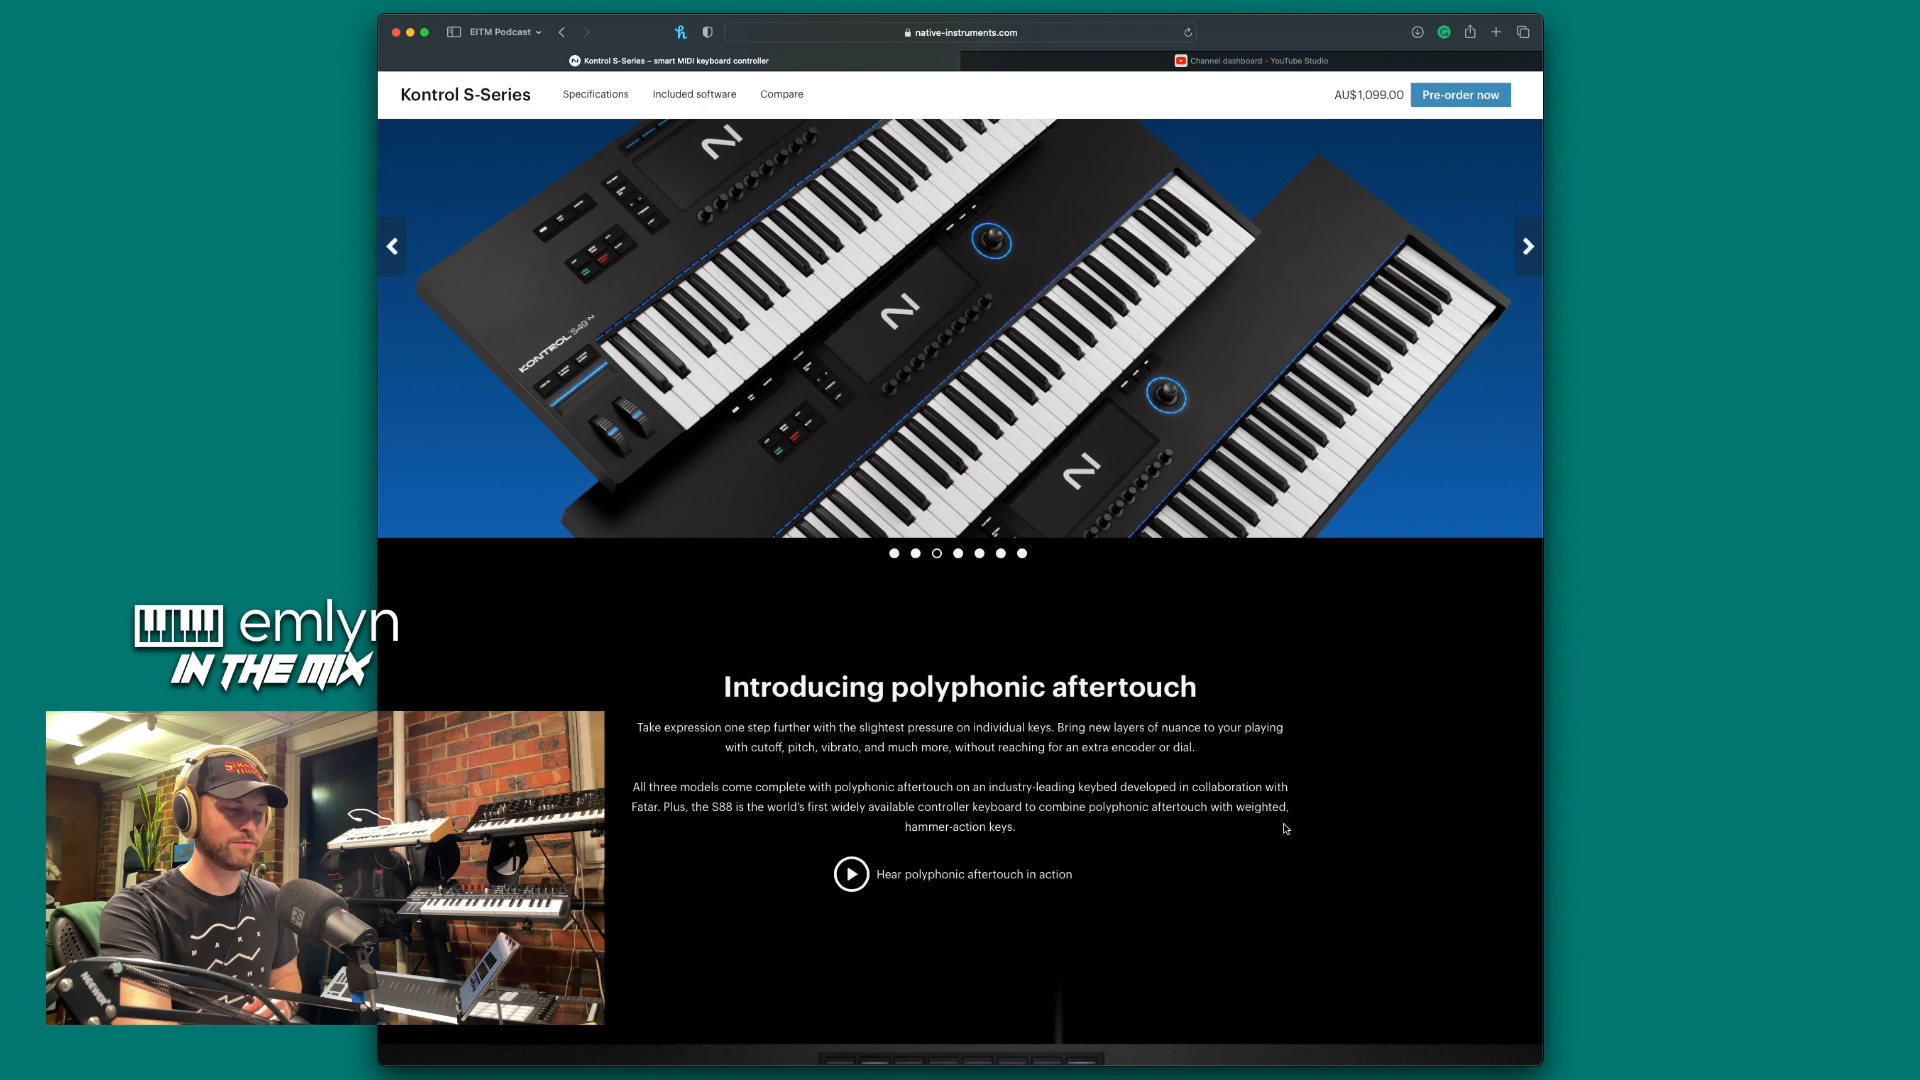 EITM Podcast
native-instruments.com
Kontrol S-Series – smart MIDI keyboard controller
Channel dashboard - YouTube Studio
Kontrol S-Series
Specifications
Included software
Compare
AU$1,099.00
Pre-order now
KONTROL S49
Introducing polyphonic aftertouch
Take expression one step further with the slightest pressure on individual keys. Bring new layers of nuance to your playing
with cutoff, pitch, vibrato, and much more, without reaching for an extra encoder or dial.
All three models come complete with polyphonic aftertouch on an industry-leading keybed developed in collaboration with
Fatar. Plus, the S88 is the world's first widely available controller keyboard to combine polyphonic aftertouch with weighted,
hammer-action keys.
Hear polyphonic aftertouch in action
emlyn
IN THE MIX
NEEWER